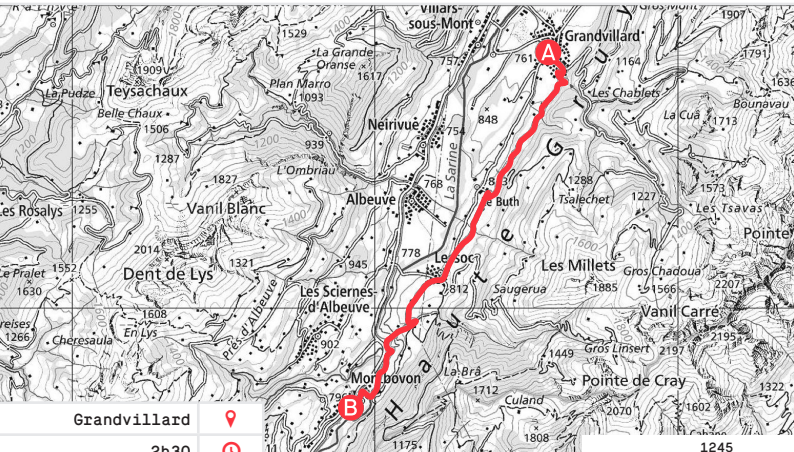 Villars-
sous-Mont
Gros Mont
1907
1529
Grandvillard
A
761
1164
1791
La Grande
Oranse
1617
1909
757
1636
La Pudze
Teysachaux
Plan Marro
1093
Les Chablets
Bounavau
Belle Chaux
1506
848
La Cuâ
1713
Neirivue
754
939
1287
L'Ombriau
1827
La Sarine
1288
Tsalechet
1573
Les Rosalys
1255
Vanil Blanc
Albeuve
768
le Buth
1227
Les Tsavas
Pointe
2014
778
Lessoc
1552
Dent de Lys
1321
945
Les Millets
Gros Chadoua
1566
2207
Le Pralet
1630
Les Sciernes-
d'Albeuve
812
Saugerua
1885
Vanil Carré
1608
En Lys
Prés d'Albeuve
2195
1266
Cheresaula
902
1449
Gros Linsert
2197
La Brâ
Montbovon
1712
Pointe de Cray
1322
796
B
Culand
2070
1602
Haute Gruy
1808
1175
Grandvillard
2h30
1245